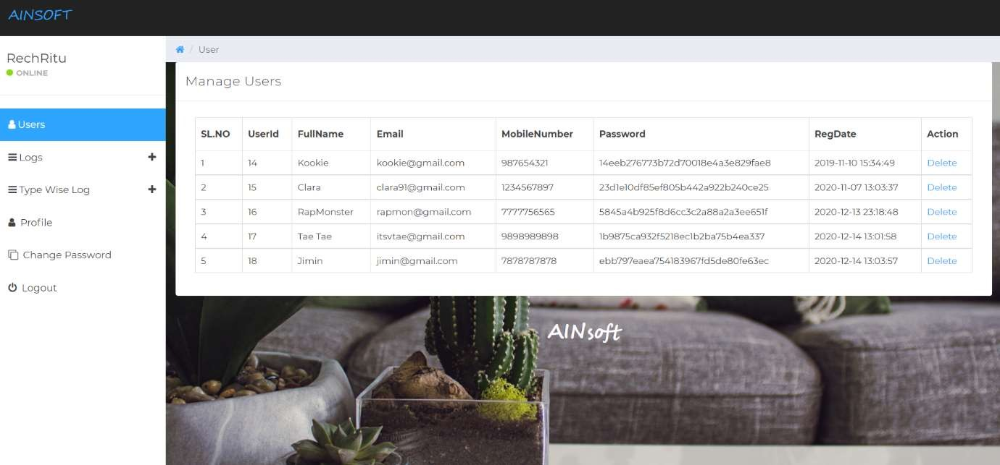 AINSOFT
RechRitu
ONLINE
Users
Logs
Type Wise Log
Profile
Change Password
Logout
/ User
Manage Users
SL.NO UserId FullName Email MobileNumber Password RegDate Action
1 14 Kookie kookie@gmail.com 987654321 14eeb276773b72d70018e4a3e829fae8 2019-11-10 15:34:49 Delete
2 15 Clara clara91@gmail.com 1234567897 23d1e10df85ef805b442a922b240ce25 2020-11-07 13:03:37 Delete
3 16 RapMonster rapmon@gmail.com 7777756565 5845a4b925f8d6cc3c2a88a2a3ee651f 2020-12-13 23:18:48 Delete
4 17 Tae Tae itsvtae@gmail.com 9898989898 1b9875ca932f5218ec1b2ba75b4ea337 2020-12-14 13:01:58 Delete
5 18 Jimin jimin@gmail.com 7878787878 ebb797eaea754183967fd5de80fe63ec 2020-12-14 13:03:57 Delete
AINsoft